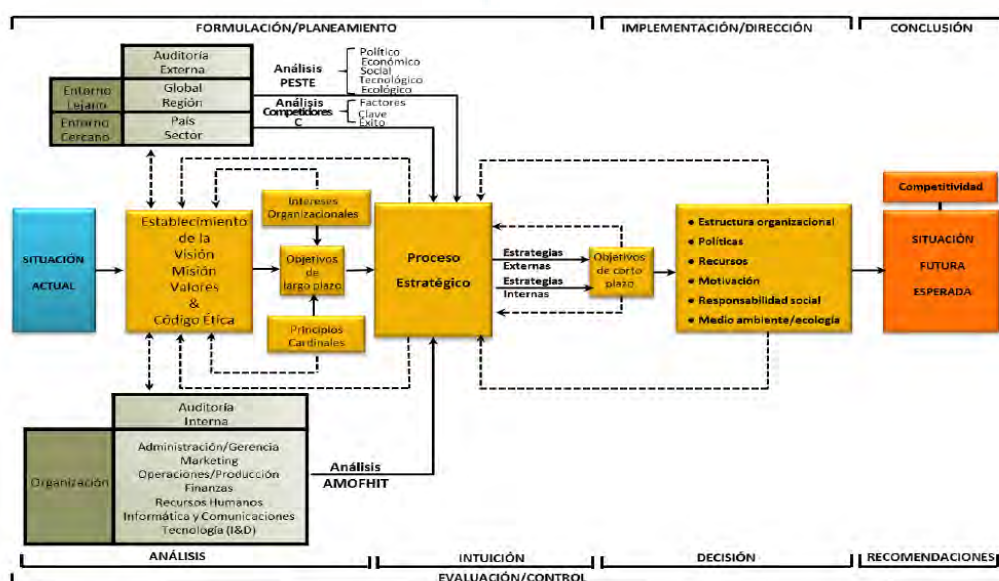 FORMULACIÓN/PLANEAMIENTO
IMPLEMENTACIÓN/DIRECCIÓN
CONCLUSIÓN
Auditoría
Externa
Entorno
Lejano
Global
Región
Entorno
Cercano
País
Sector
Análisis
PESTE
Político
Económico
Social
Tecnológico
Ecológico
Análisis
Competidores
C
Factores
Clave
Éxito
SITUACIÓN
ACTUAL
Establecimiento
de la
Visión
Misión
Valores
&
Código Ética
Intereses
Organizacionales
Objetivos de
largo plazo
Principios
Cardinales
Proceso
Estratégico
Estrategias
Externas
Estrategias
Internas
Objetivos
de corto
plazo
• Estructura organizacional
• Políticas
• Recursos
• Motivación
• Responsabilidad social
• Medio ambiente/ecología
Competitividad
SITUACIÓN
FUTURA
ESPERADA
Auditoría
Interna
Organización
Administración/Gerencia
Marketing
Operaciones/Producción
Finanzas
Recursos Humanos
Informática y Comunicaciones
Tecnología (I&D)
Análisis
AMOFHIT
ANÁLISIS
INTUICIÓN
DECISIÓN
RECOMENDACIONES
EVALUACIÓN/CONTROL